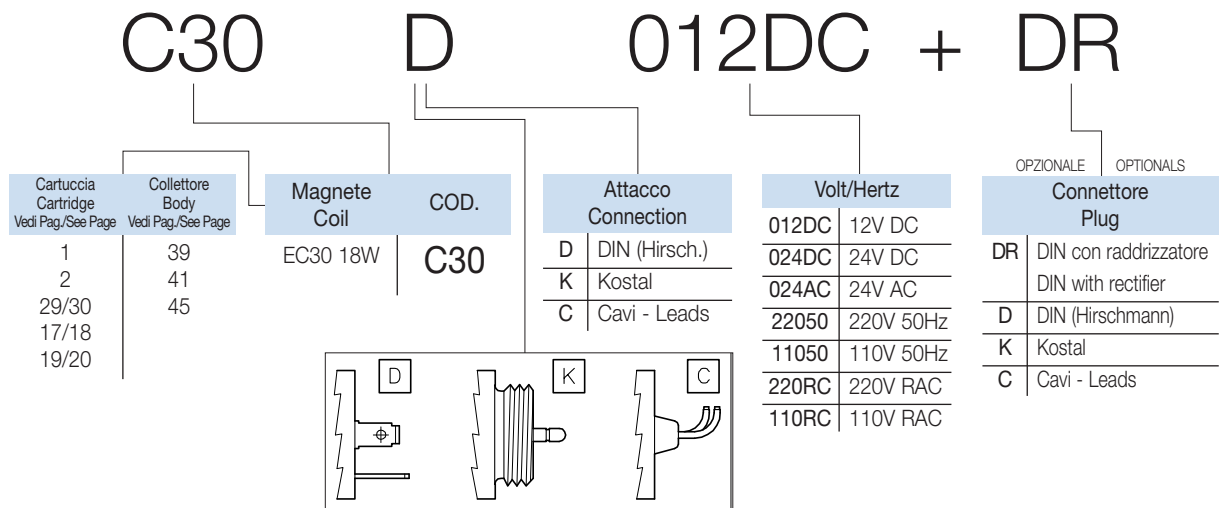 C30 D 012DC + DR
OPZIONALE OPTIONALS
Cartuccia
Cartridge
Vedi Pag./See Page
Collettore
Body
Vedi Pag./See Page
1 39
2 41
29/30 45
17/18
19/20
Magnete
Coil
COD.
EC30 18W C30
Attacco
Connection
D DIN (Hirsch.)
K Kostal
C Cavi - Leads
Volt/Hertz
012DC 12V DC
024DC 24V DC
024AC 24V AC
22050 220V 50Hz
11050 110V 50Hz
220RC 220V RAC
110RC 110V RAC
Connettore
Plug
DR DIN con raddrizzatore
DIN with rectifier
D DIN (Hirschmann)
K Kostal
C Cavi - Leads
D K C